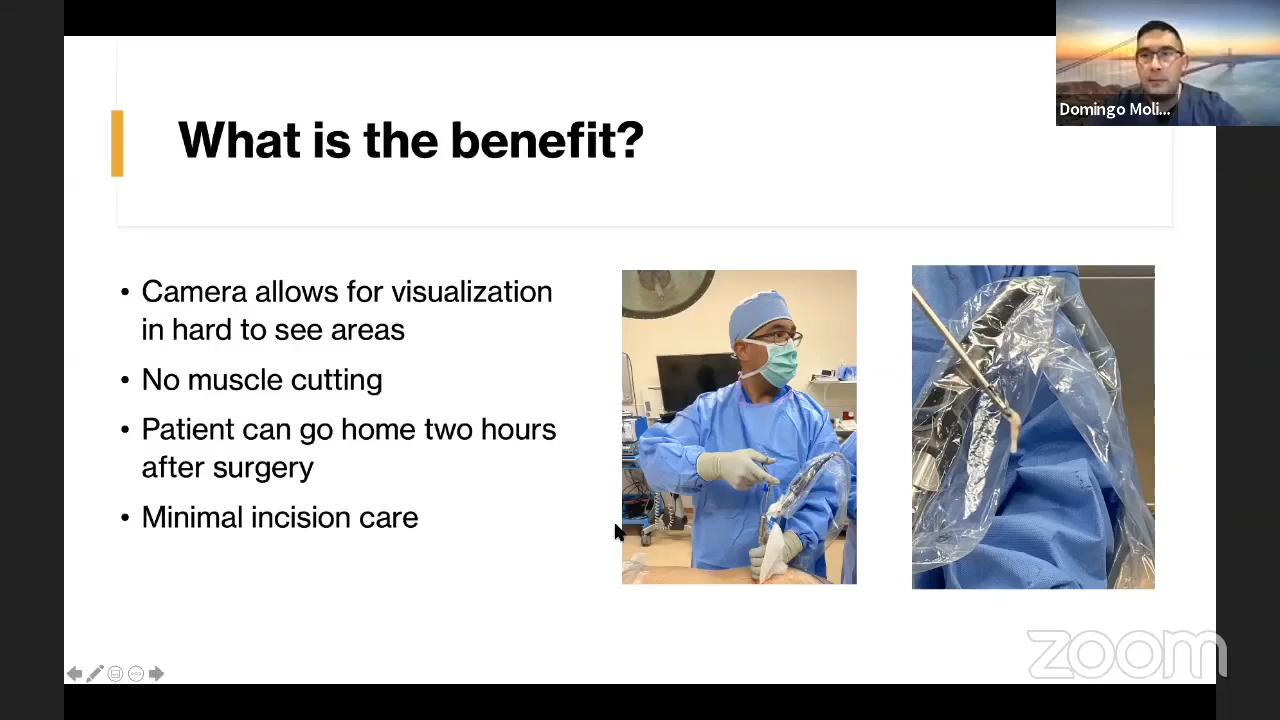 Domingo Moli...
What is the benefit?
• Camera allows for visualization
in hard to see areas
• No muscle cutting
• Patient can go home two hours
after surgery
• Minimal incision care
zoom